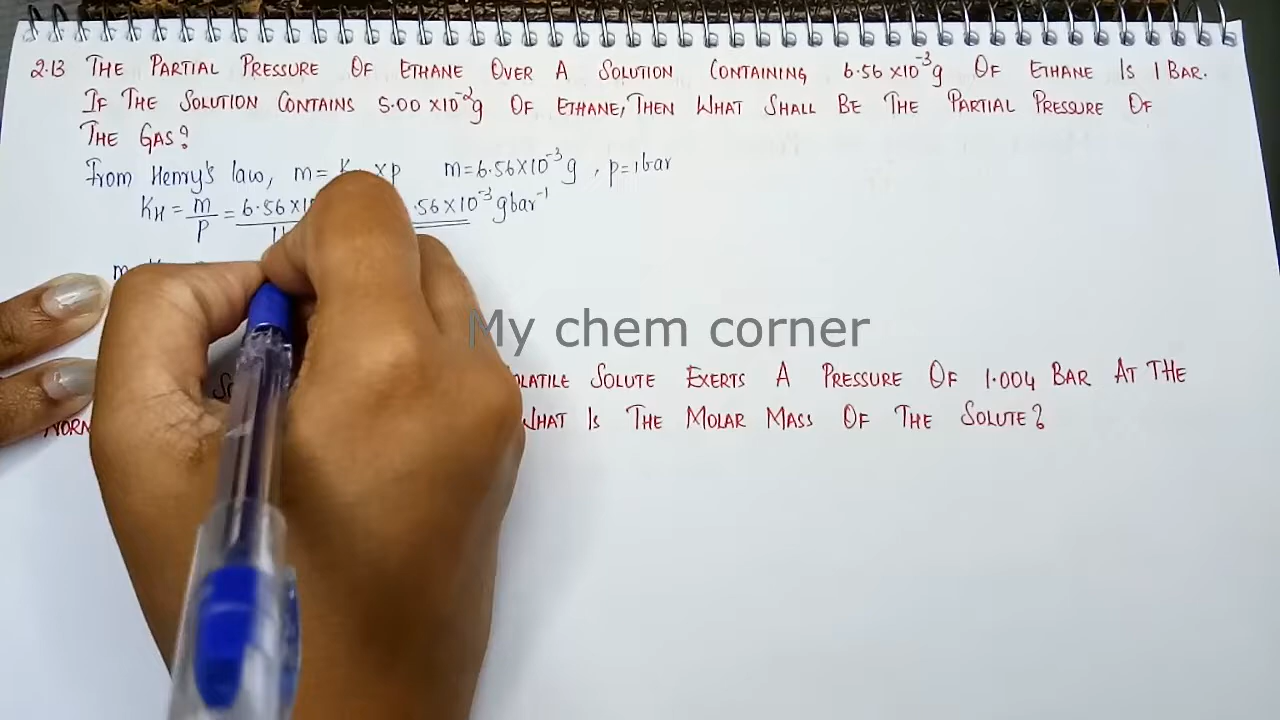 2.13 THE PARTIAL PRESSURE OF ETHANE OVER A SOLUTION CONTAINING 6.56 ×10⁻³g OF ETHANE IS 1 BAR.
IF THE SOLUTION CONTAINS 5.00 ×10⁻²g OF ETHANE, THEN WHAT SHALL BE THE PARTIAL PRESSURE OF
THE GAS?
From Henry's law, m= K ×p m=6.56×10⁻³g , p=1bar
K_H = m/p = 6.56×1 .56×10⁻³ gbar⁻¹
m
My chem corner
OLATILE SOLUTE EXERTS A PRESSURE OF 1.004 BAR AT THE
NORM WHAT IS THE MOLAR MASS OF THE SOLUTE?